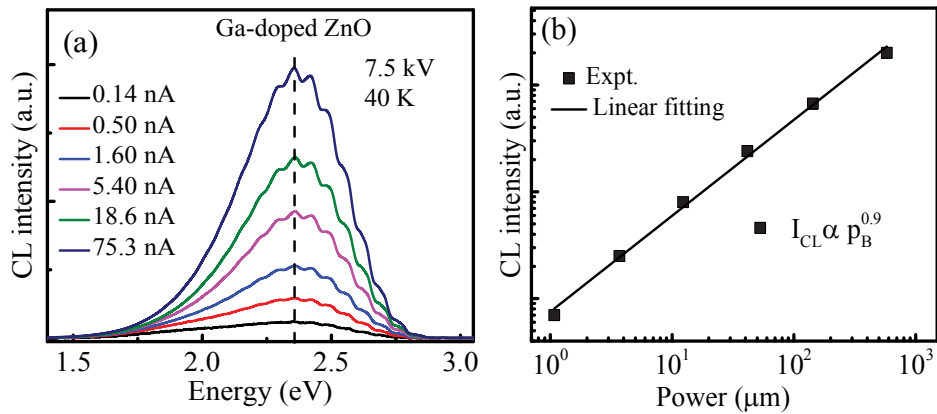 (a)
Ga-doped ZnO
7.5 kV
40 K
0.14 nA
0.50 nA
1.60 nA
5.40 nA
18.6 nA
75.3 nA
CL intensity (a.u.)
1.5 2.0 2.5 3.0
Energy (eV)
(b)
Expt.
Linear fitting
I_CL α p_B^0.9
CL intensity (a.u.)
10^0 10^1 10^2 10^3
Power (μm)